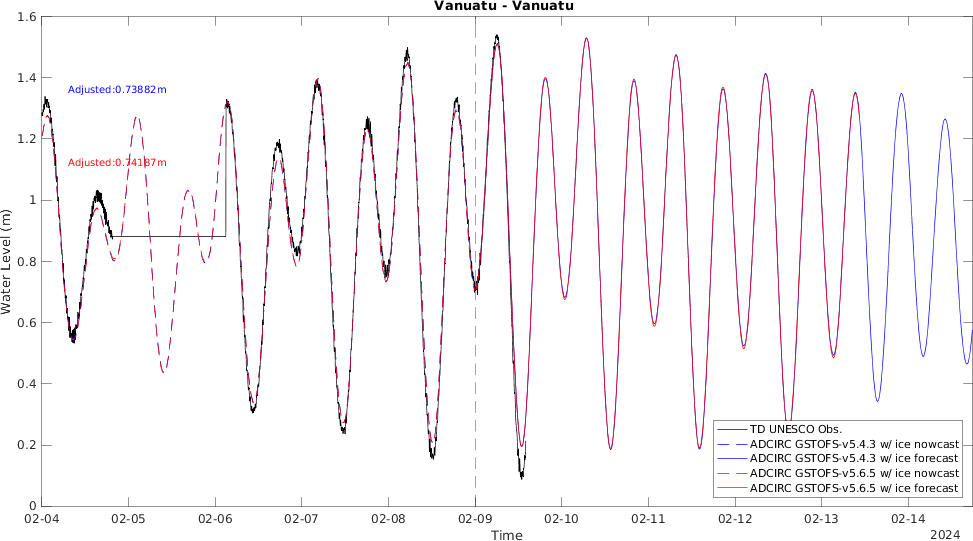 Vanuatu - Vanuatu
1.6
1.4
1.2
1
0.8
0.6
0.4
0.2
0
Water Level (m)
Adjusted:0.73882m
Adjusted:0.74187m
TD UNESCO Obs.
ADCIRC GSTOFS-v5.4.3 w/ ice nowcast
ADCIRC GSTOFS-v5.4.3 w/ ice forecast
ADCIRC GSTOFS-v5.6.5 w/ ice nowcast
ADCIRC GSTOFS-v5.6.5 w/ ice forecast
02-04 02-05 02-06 02-07 02-08 02-09 02-10 02-11 02-12 02-13 02-14
Time
2024